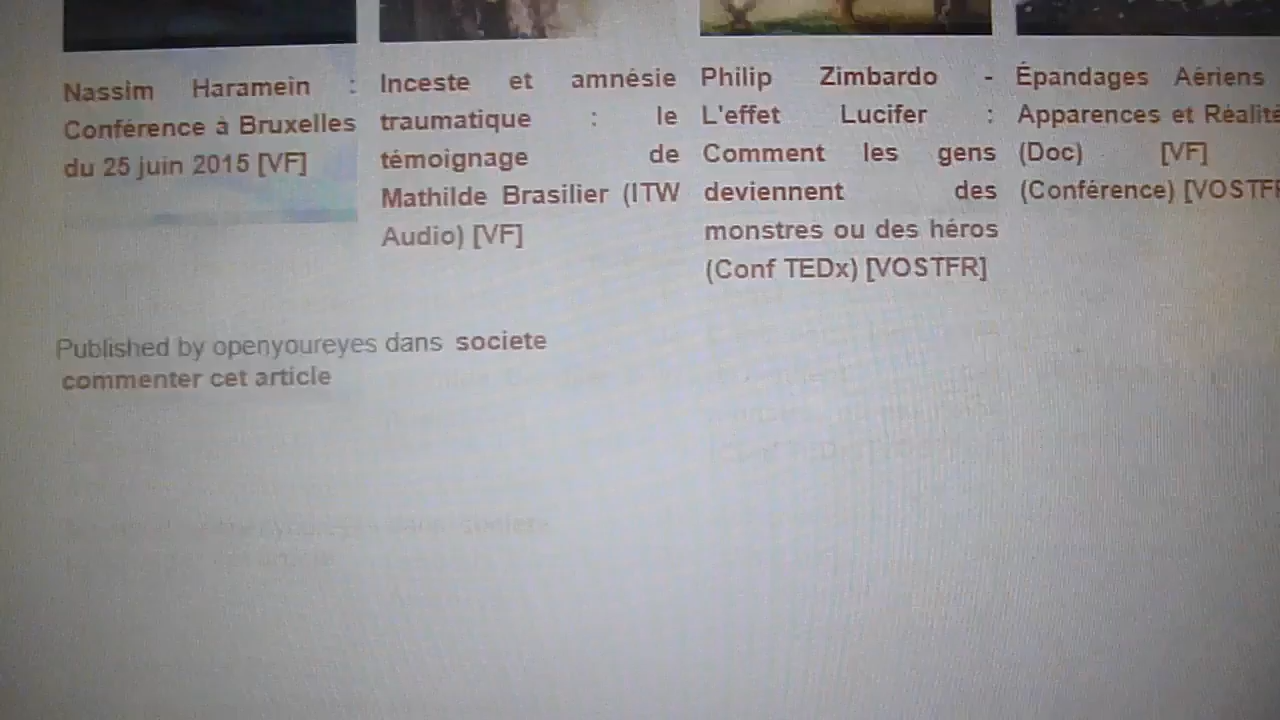 Nassim Haramein :
Conférence à Bruxelles
du 25 juin 2015 [VF]
Inceste et amnésie
traumatique : le
témoignage de
Mathilde Brasilier (ITW
Audio) [VF]
Philip Zimbardo -
L'effet Lucifer :
Comment les gens
deviennent des
monstres ou des héros
(Conf TEDx) [VOSTFR]
Épandages Aériens
Apparences et Réalité
(Doc) [VF]
(Conférence) [VOSTF
Published by openyoureyes dans societe
commenter cet article